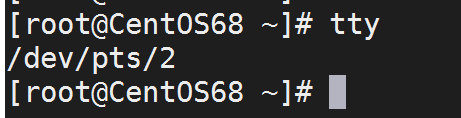 [root@CentOS68 ~]# tty
/dev/pts/2
[root@CentOS68 ~]#